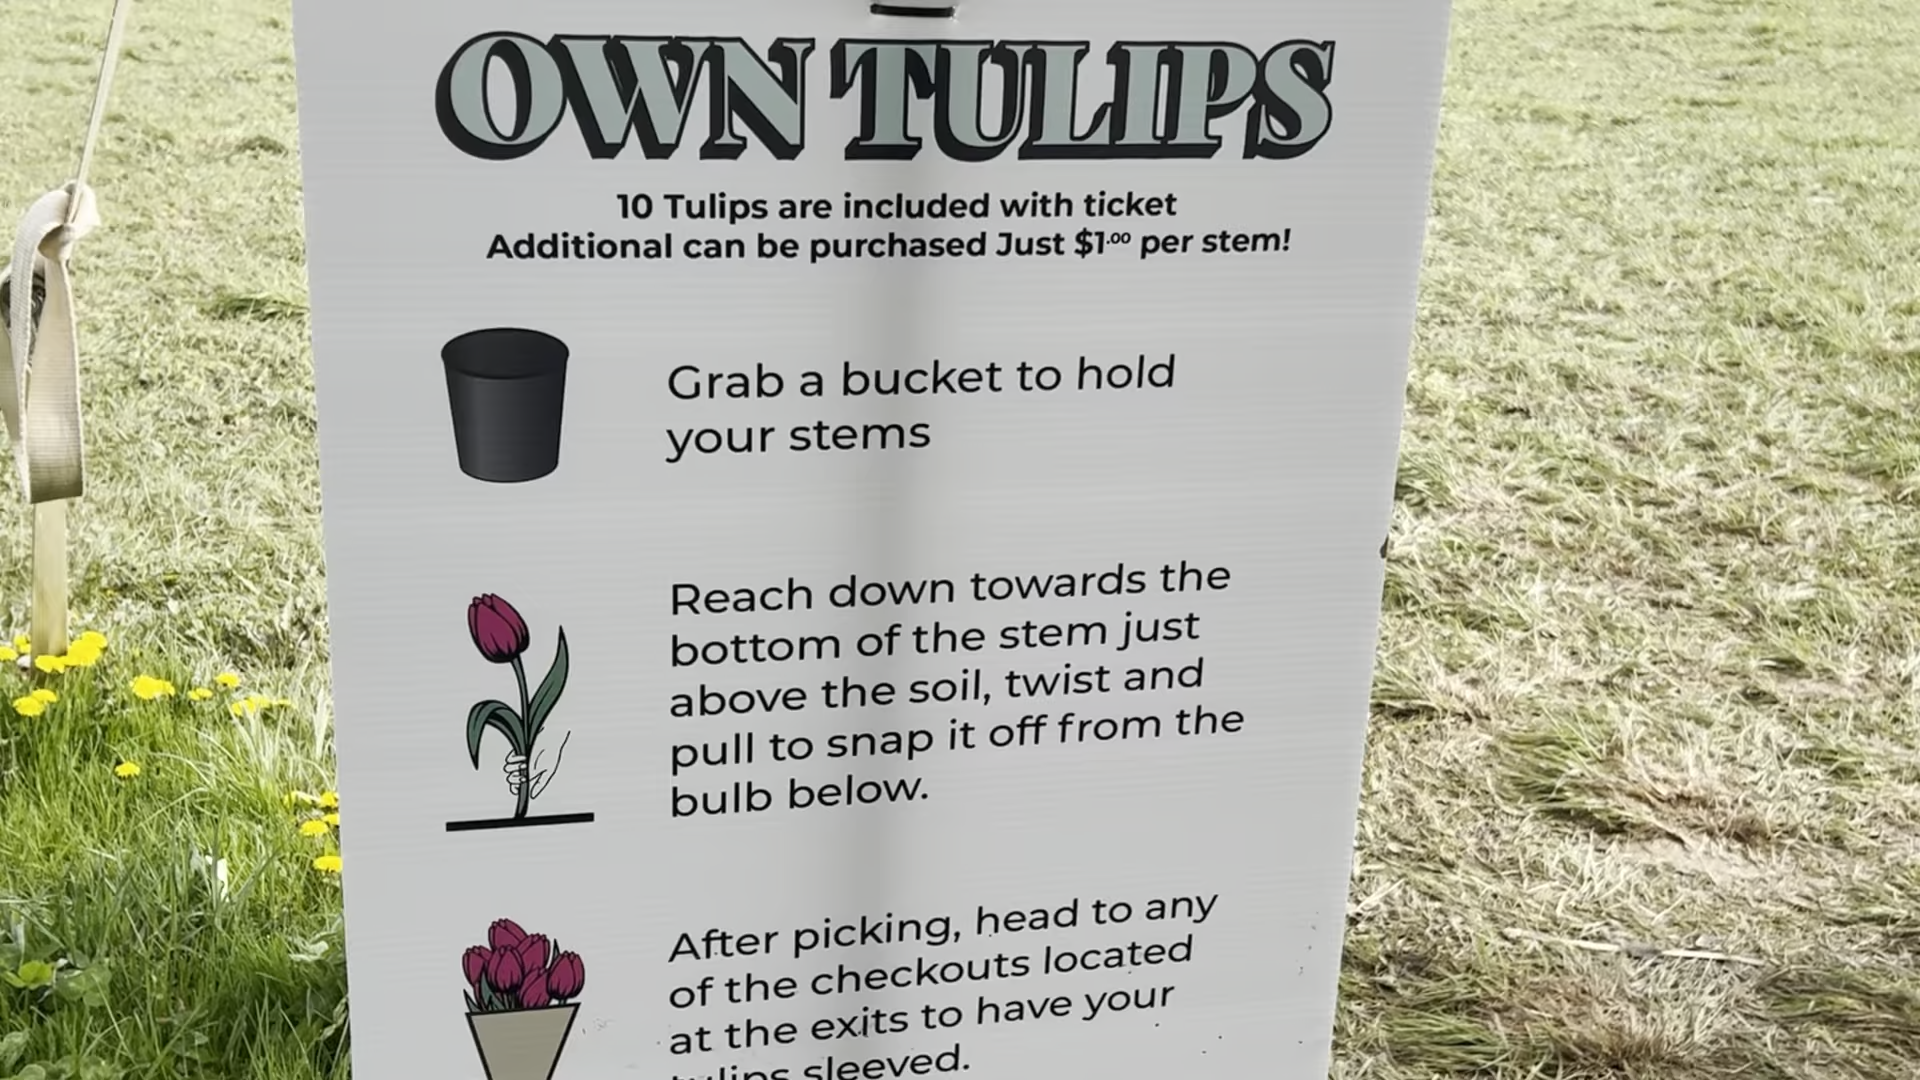 OWN TULIPS
10 Tulips are included with ticket
Additional can be purchased Just $1.00 per stem!
Grab a bucket to hold
your stems
Reach down towards the
bottom of the stem just
above the soil, twist and
pull to snap it off from the
bulb below.
After picking, head to any
of the checkouts located
at the exits to have your
tulips sleeved.